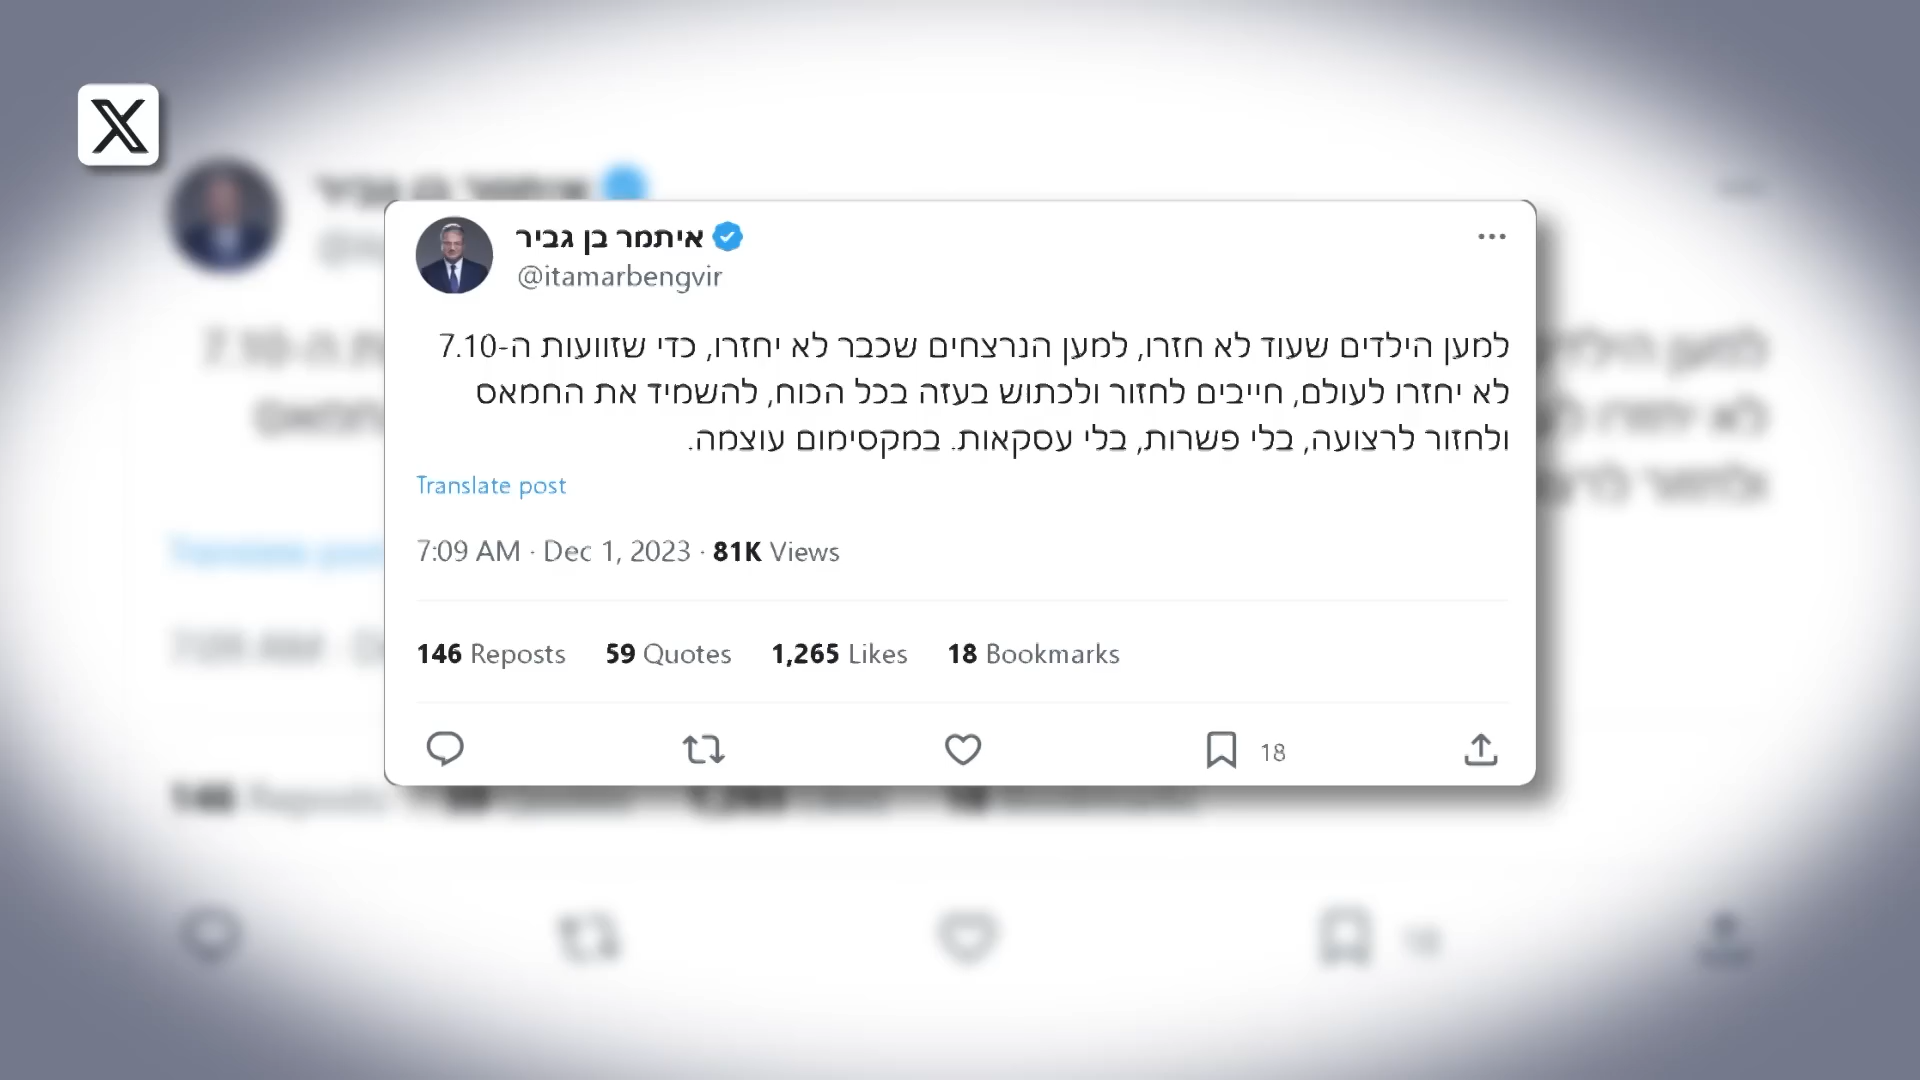 איתמר בן גביר
@itamarbengvir
למען הילדים שעוד לא חזרו, למען הנרצחים שכבר לא יחזרו, כדי שזוועות ה-7.10
לא יחזרו לעולם, חייבים לחזור ולכתוש בעזה בכל הכוח, להשמיד את החמאס
ולחזור לרצועה, בלי פשרות, בלי עסקאות. במקסימום עוצמה.
Translate post
7:09 AM · Dec 1, 2023 · 81K Views
146 Reposts 59 Quotes 1,265 Likes 18 Bookmarks
18